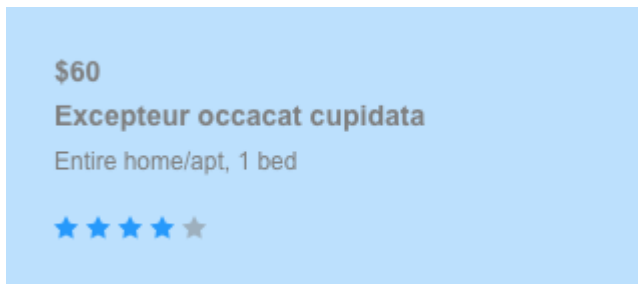 $60
Excepteur occacat cupidata
Entire home/apt, 1 bed